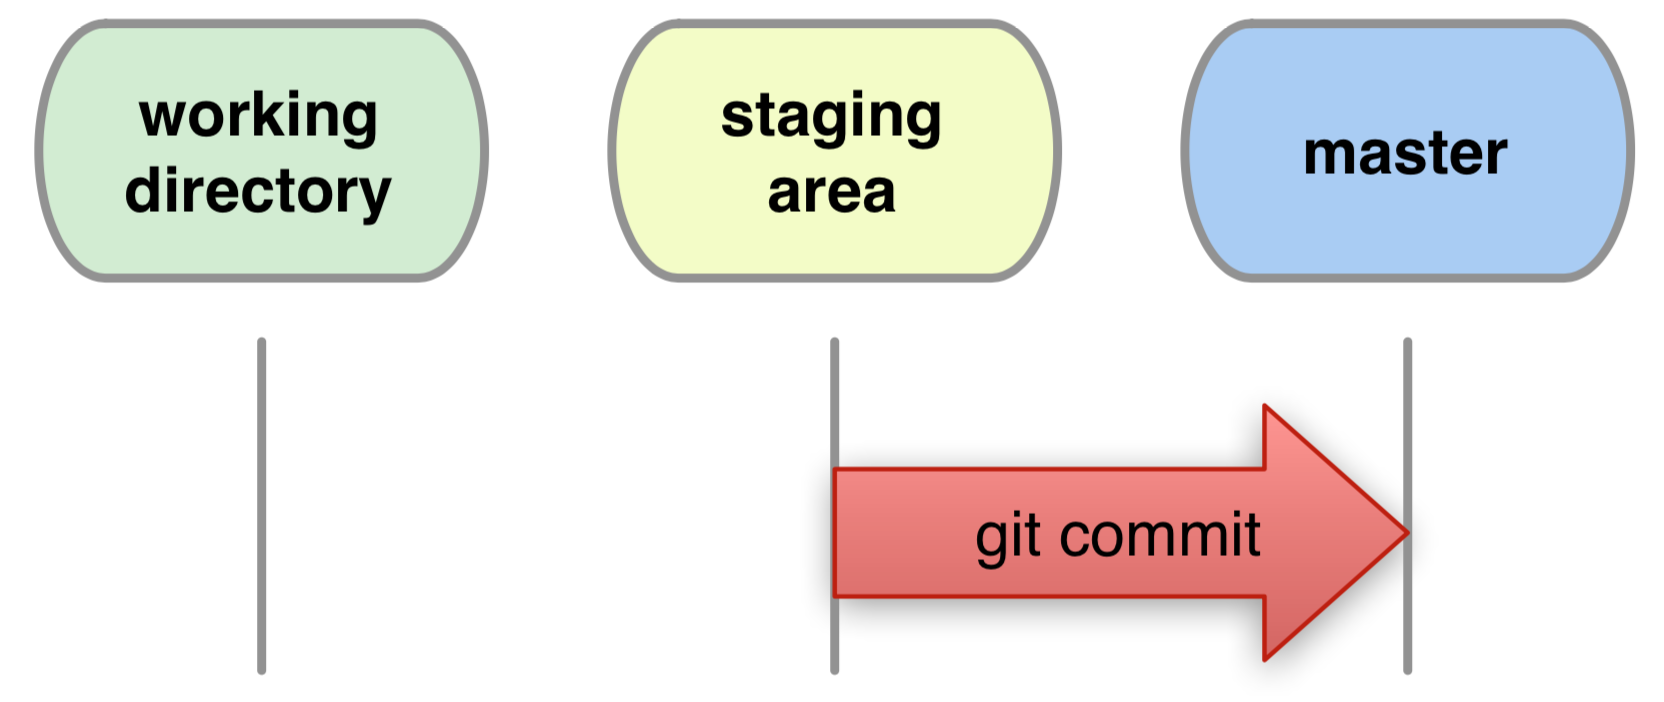 working
directory
staging
area
master
git commit